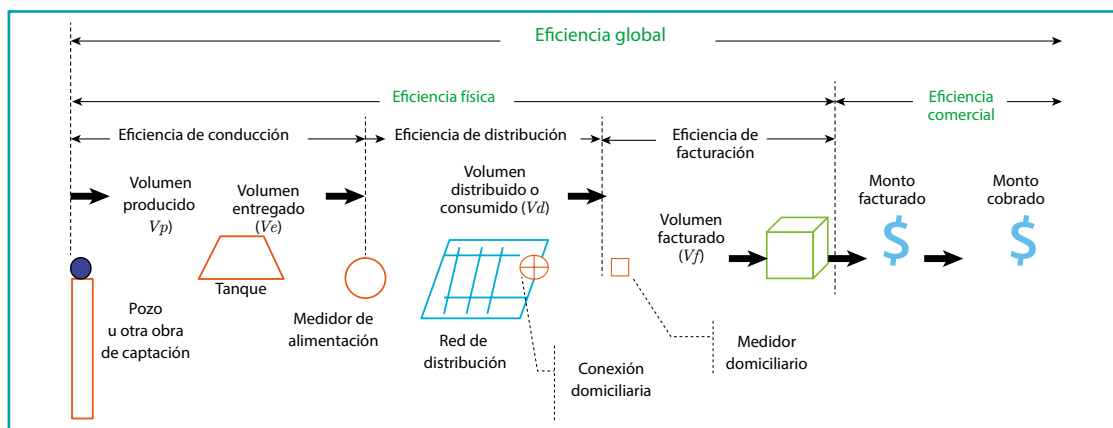 Eficiencia global
Eficiencia física
Eficiencia
comercial
Eficiencia de conducción
Eficiencia de distribución
Eficiencia de
facturación
Volumen
producido
Vp)
Volumen
entregado
(Ve)
Volumen
distribuido o
consumido (Vd)
Volumen
facturado
(Vf)
Monto
facturado
$
Monto
cobrado
$
Tanque
Pozo
u otra obra
de captación
Medidor de
alimentación
Red de
distribución
Conexión
domiciliaria
Medidor
domiciliario